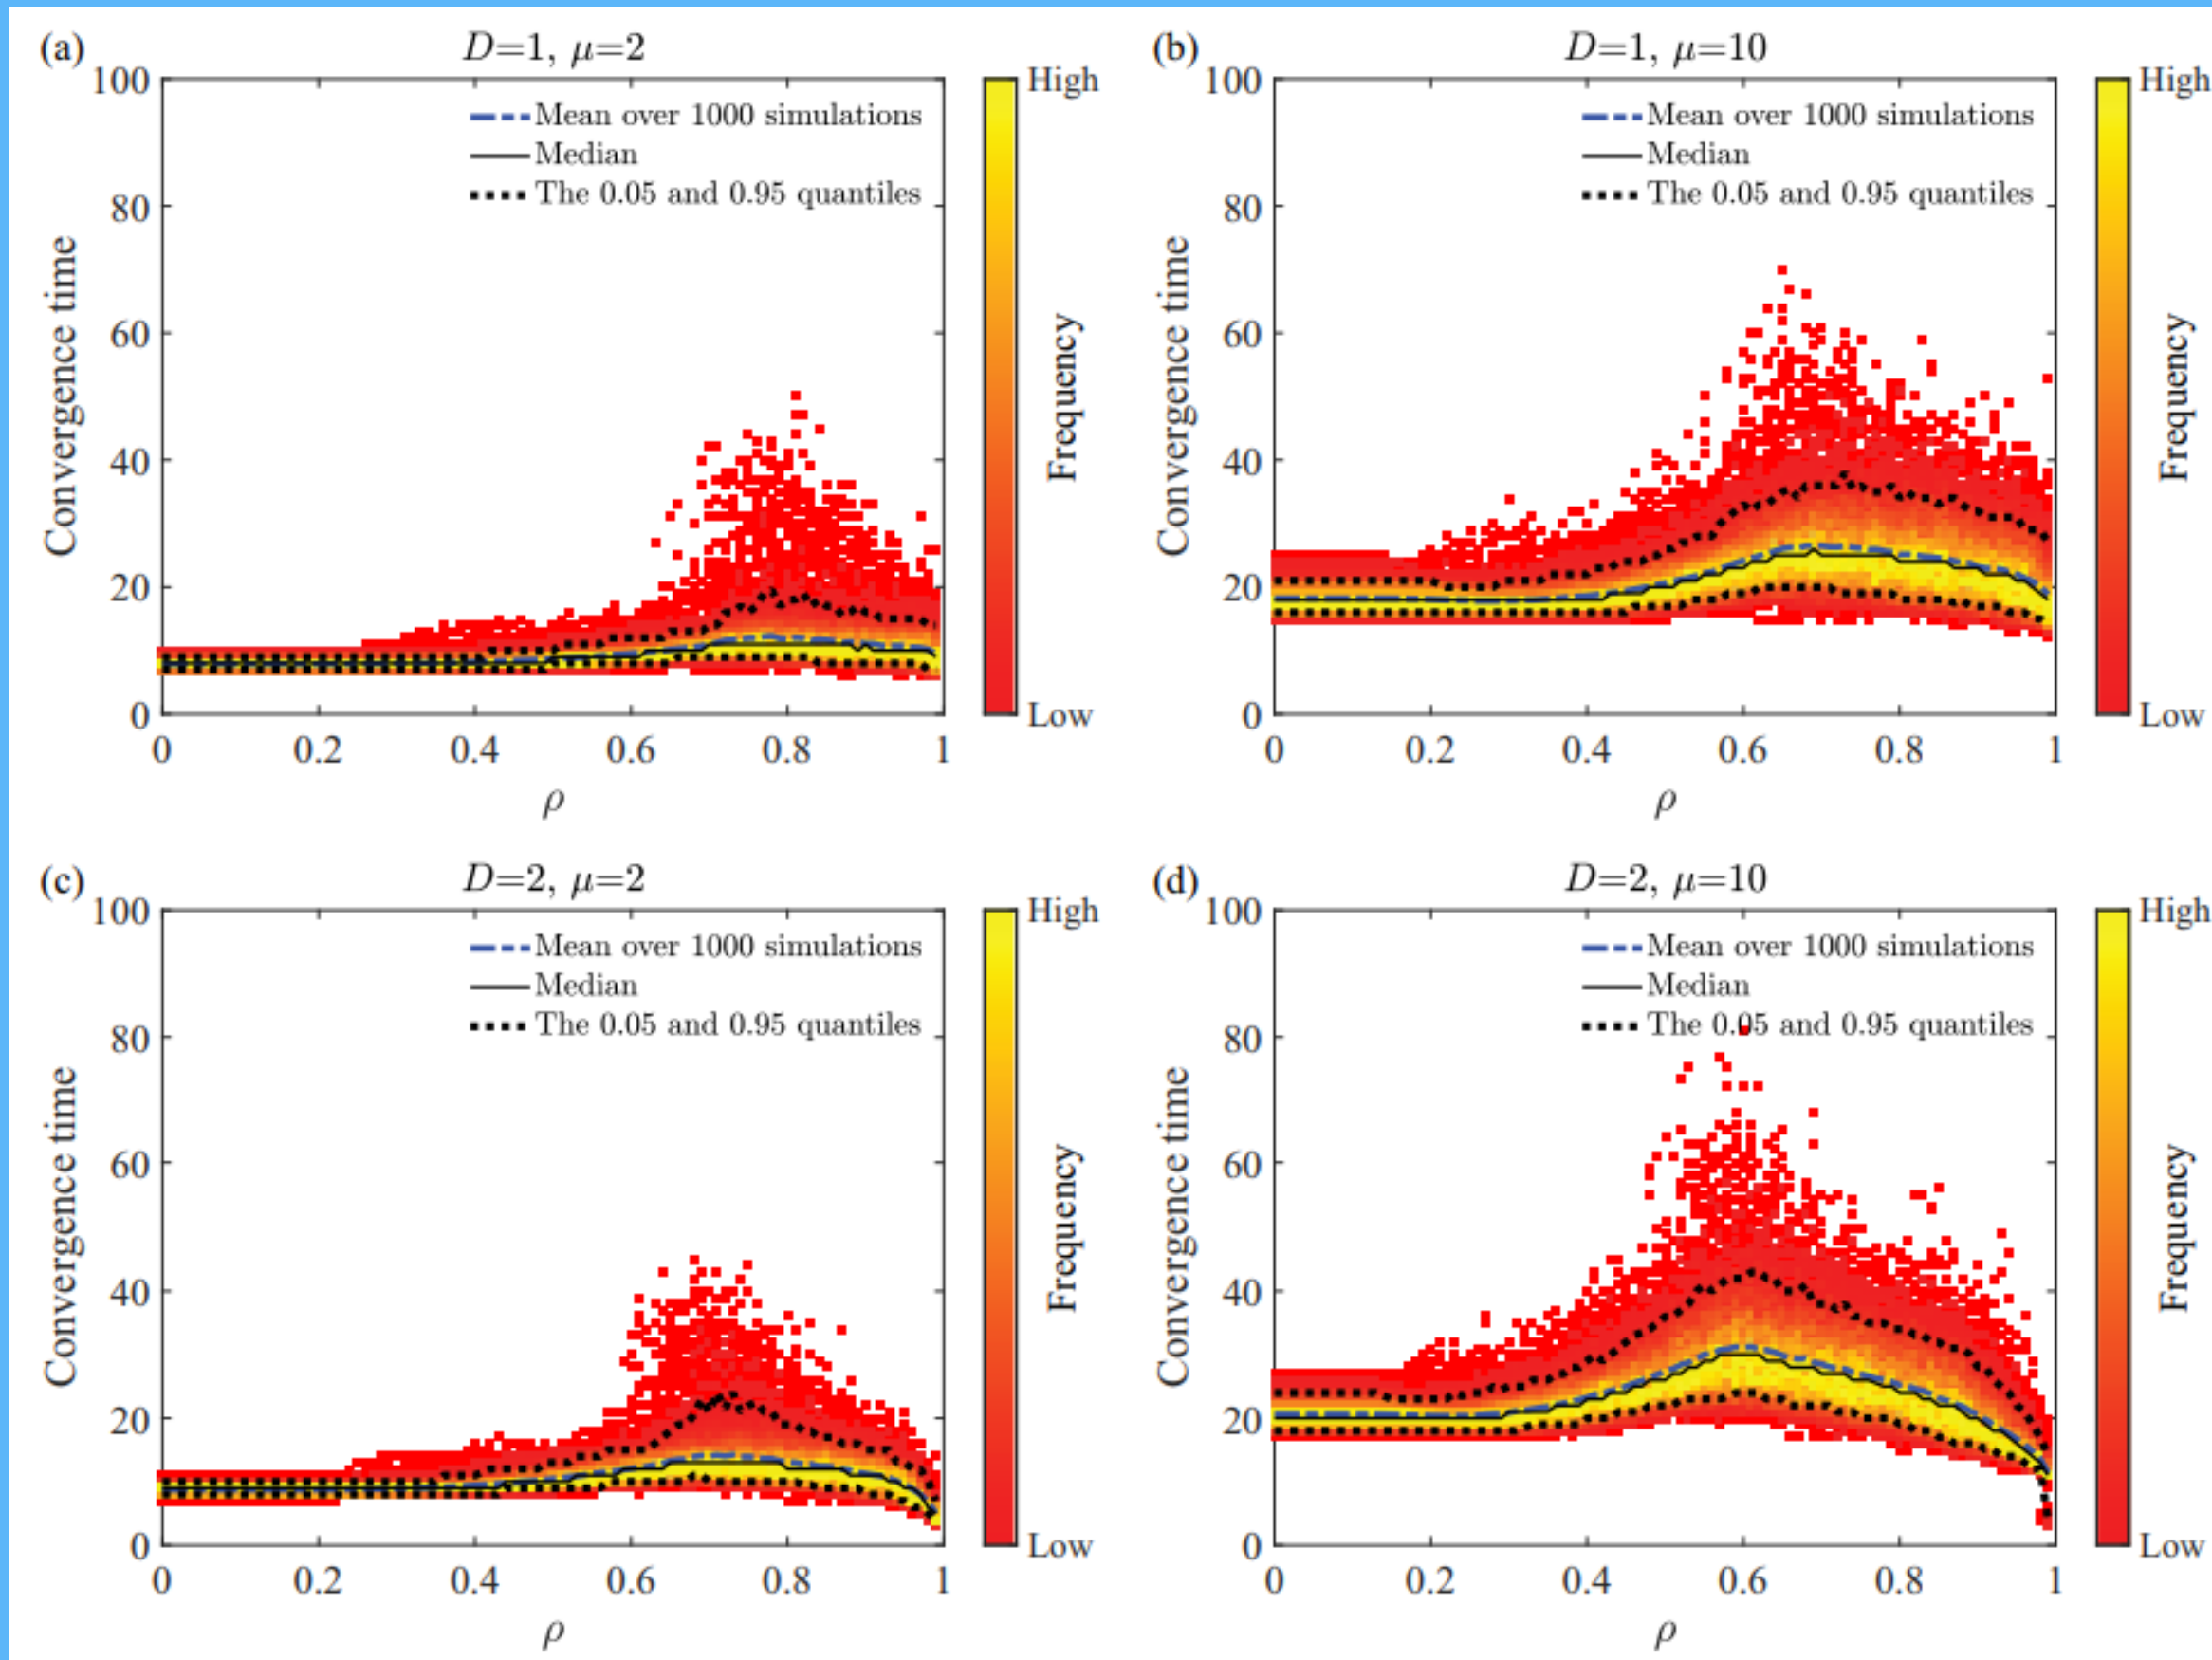 (a)
D=1, μ=2
100
80
60
40
20
0
Convergence time
Mean over 1000 simulations
Median
The 0.05 and 0.95 quantiles
0 0.2 0.4 0.6 0.8 1
ρ
High
Frequency
Low
(b)
D=1, μ=10
100
80
60
40
20
0
Convergence time
Mean over 1000 simulations
Median
The 0.05 and 0.95 quantiles
0 0.2 0.4 0.6 0.8 1
ρ
High
Frequency
Low
(c)
D=2, μ=2
100
80
60
40
20
0
Convergence time
Mean over 1000 simulations
Median
The 0.05 and 0.95 quantiles
0 0.2 0.4 0.6 0.8 1
ρ
High
Frequency
Low
(d)
D=2, μ=10
100
80
60
40
20
0
Convergence time
Mean over 1000 simulations
Median
The 0.05 and 0.95 quantiles
0 0.2 0.4 0.6 0.8 1
ρ
High
Frequency
Low